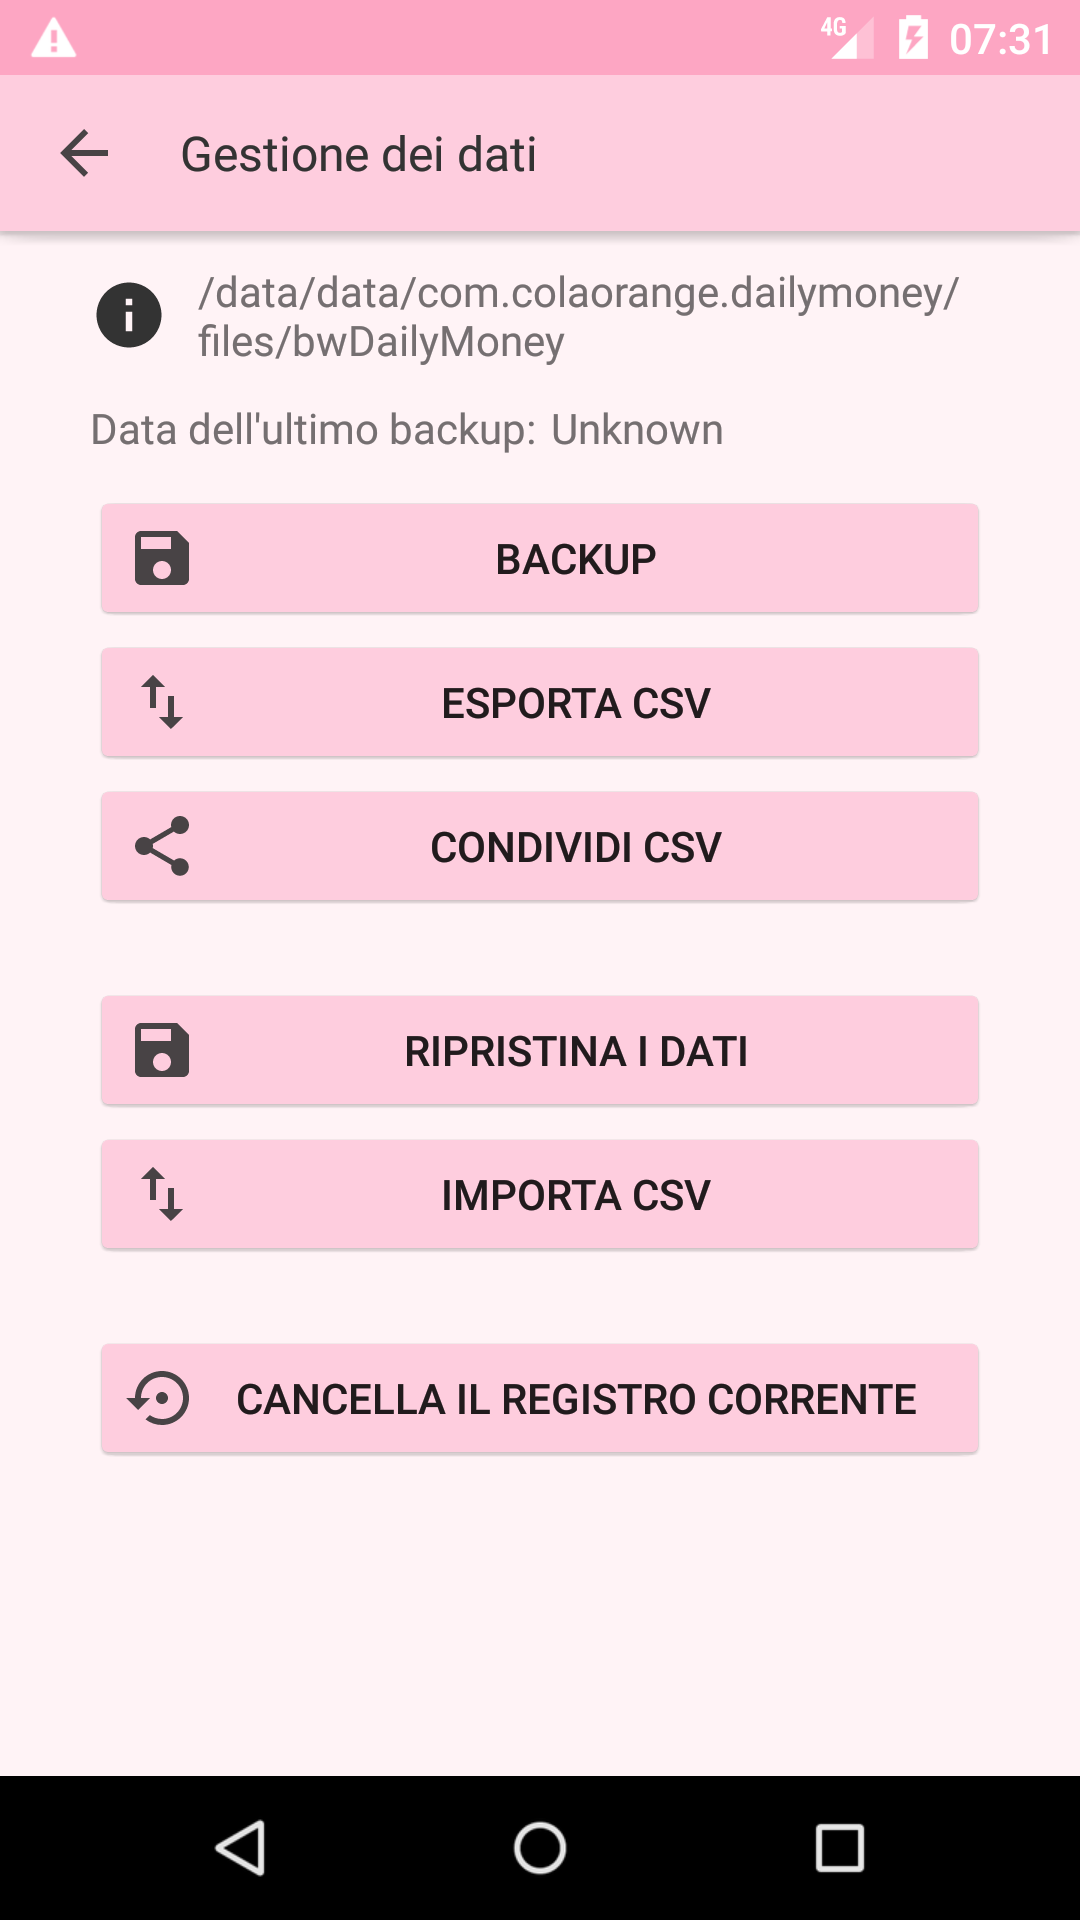 4G 07:31
Gestione dei dati
/data/data/com.colaorange.dailymoney/
files/bwDailyMoney
Data dell'ultimo backup: Unknown
BACKUP
ESPORTA CSV
CONDIVIDI CSV
RIPRISTINA I DATI
IMPORTA CSV
CANCELLA IL REGISTRO CORRENTE